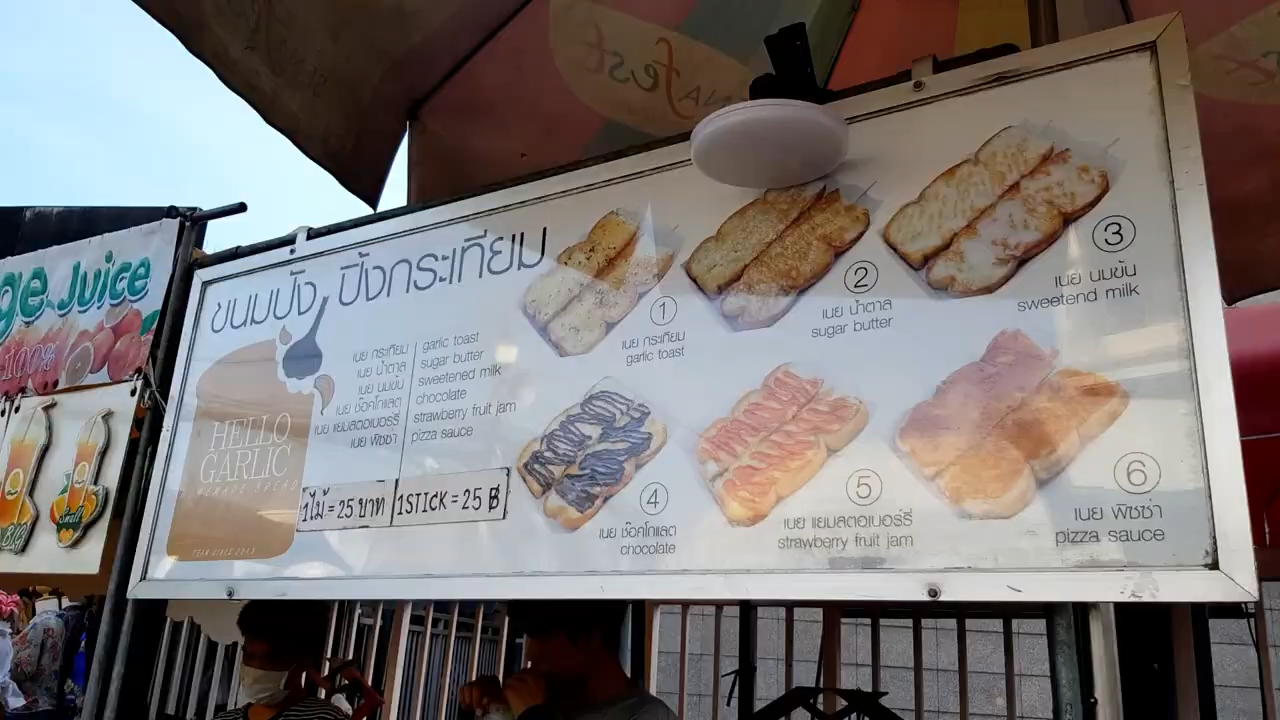 ge Juice
100%
BIG
Small
ขนมปัง ปิ้งกระเทียม
HELLO
GARLIC
HOMEMADE BREAD
เนย กระเทียม garlic toast
เนย น้ำตาล sugar butter
เนย นมข้น sweetened milk
เนย ช๊อคโกแลต chocolate
เนย แยมสตอเบอร์รี่ strawberry fruit jam
เนย พิซซ่า pizza sauce
1ไม้ = 25 บาท 1STICK = 25 ฿
1
เนย กระเทียม
garlic toast
2
เนย น้ำตาล
sugar butter
3
เนย นมข้น
sweetend milk
4
เนย ช๊อคโกแลต
chocolate
5
เนย แยมสตอเบอร์รี่
strawberry fruit jam
6
เนย พิซซ่า
pizza sauce